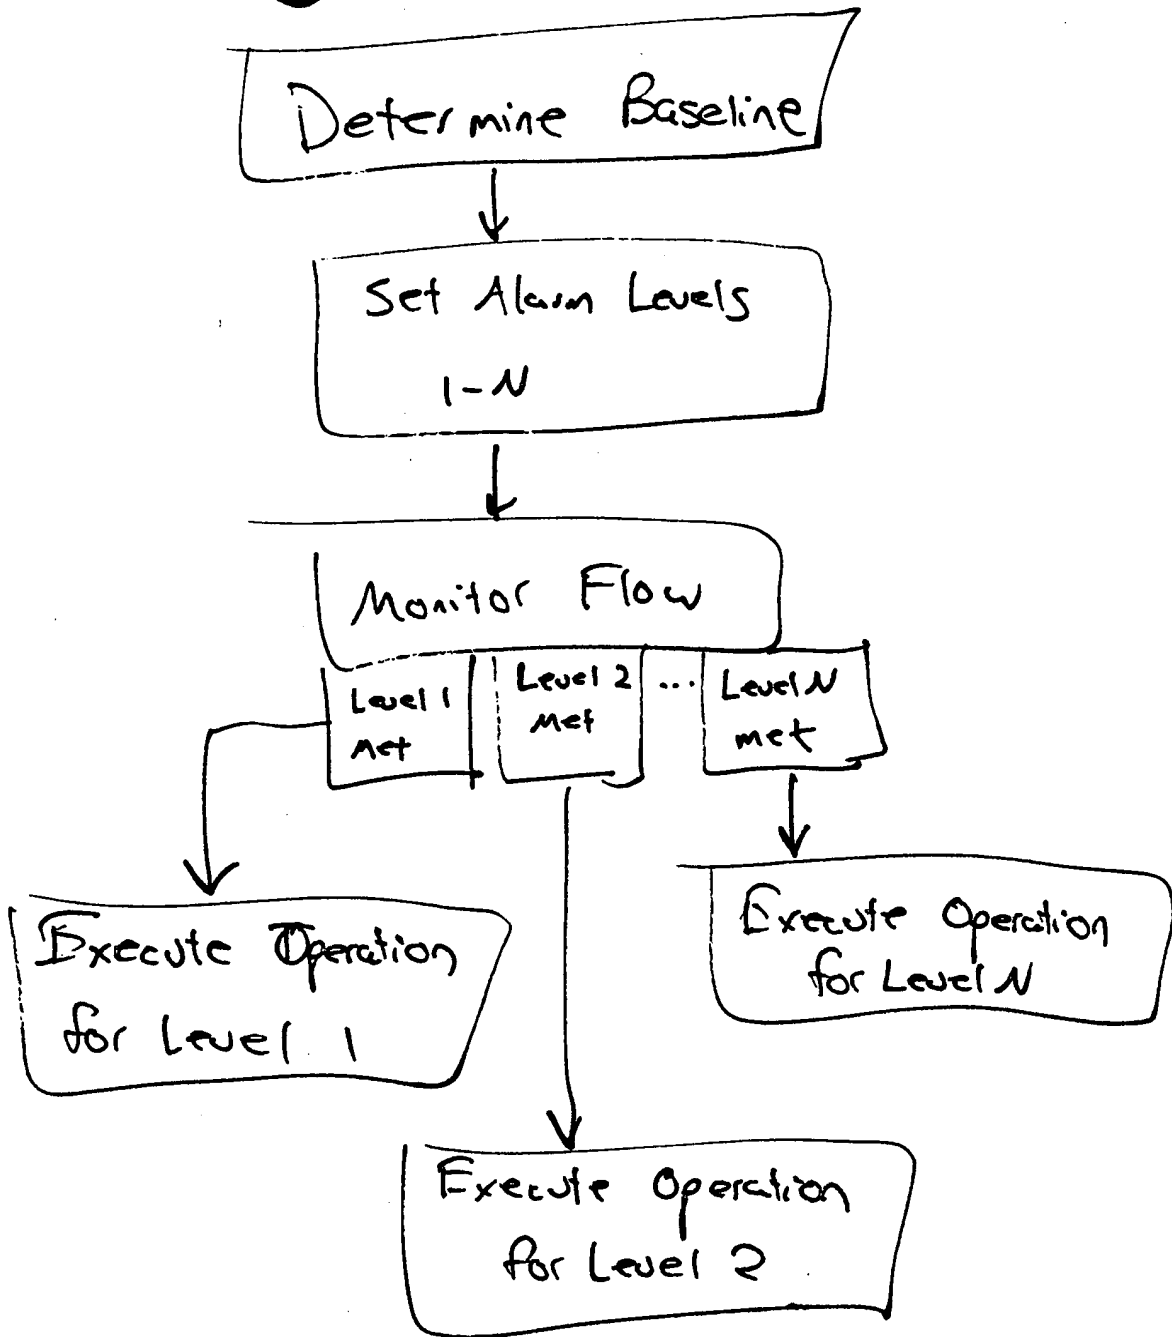 Determine Baseline
Set Alarm Levels
1-N
Monitor Flow
Level 1
Met
Level 2
Met
...
Level N
met
Execute Operation
for Level 1
Execute Operation
for Level N
Execute Operation
for Level 2